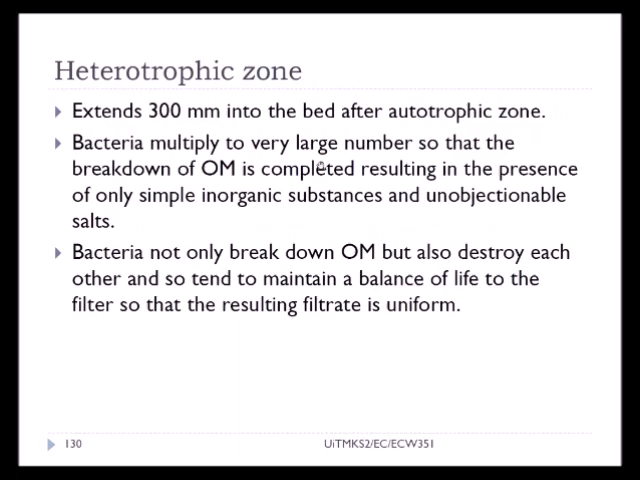 Heterotrophic zone
Extends 300 mm into the bed after autotrophic zone.
Bacteria multiply to very large number so that the
breakdown of OM is completed resulting in the presence
of only simple inorganic substances and unobjectionable
salts.
Bacteria not only break down OM but also destroy each
other and so tend to maintain a balance of life to the
filter so that the resulting filtrate is uniform.
130
UiTMKS2/EC/ECW351